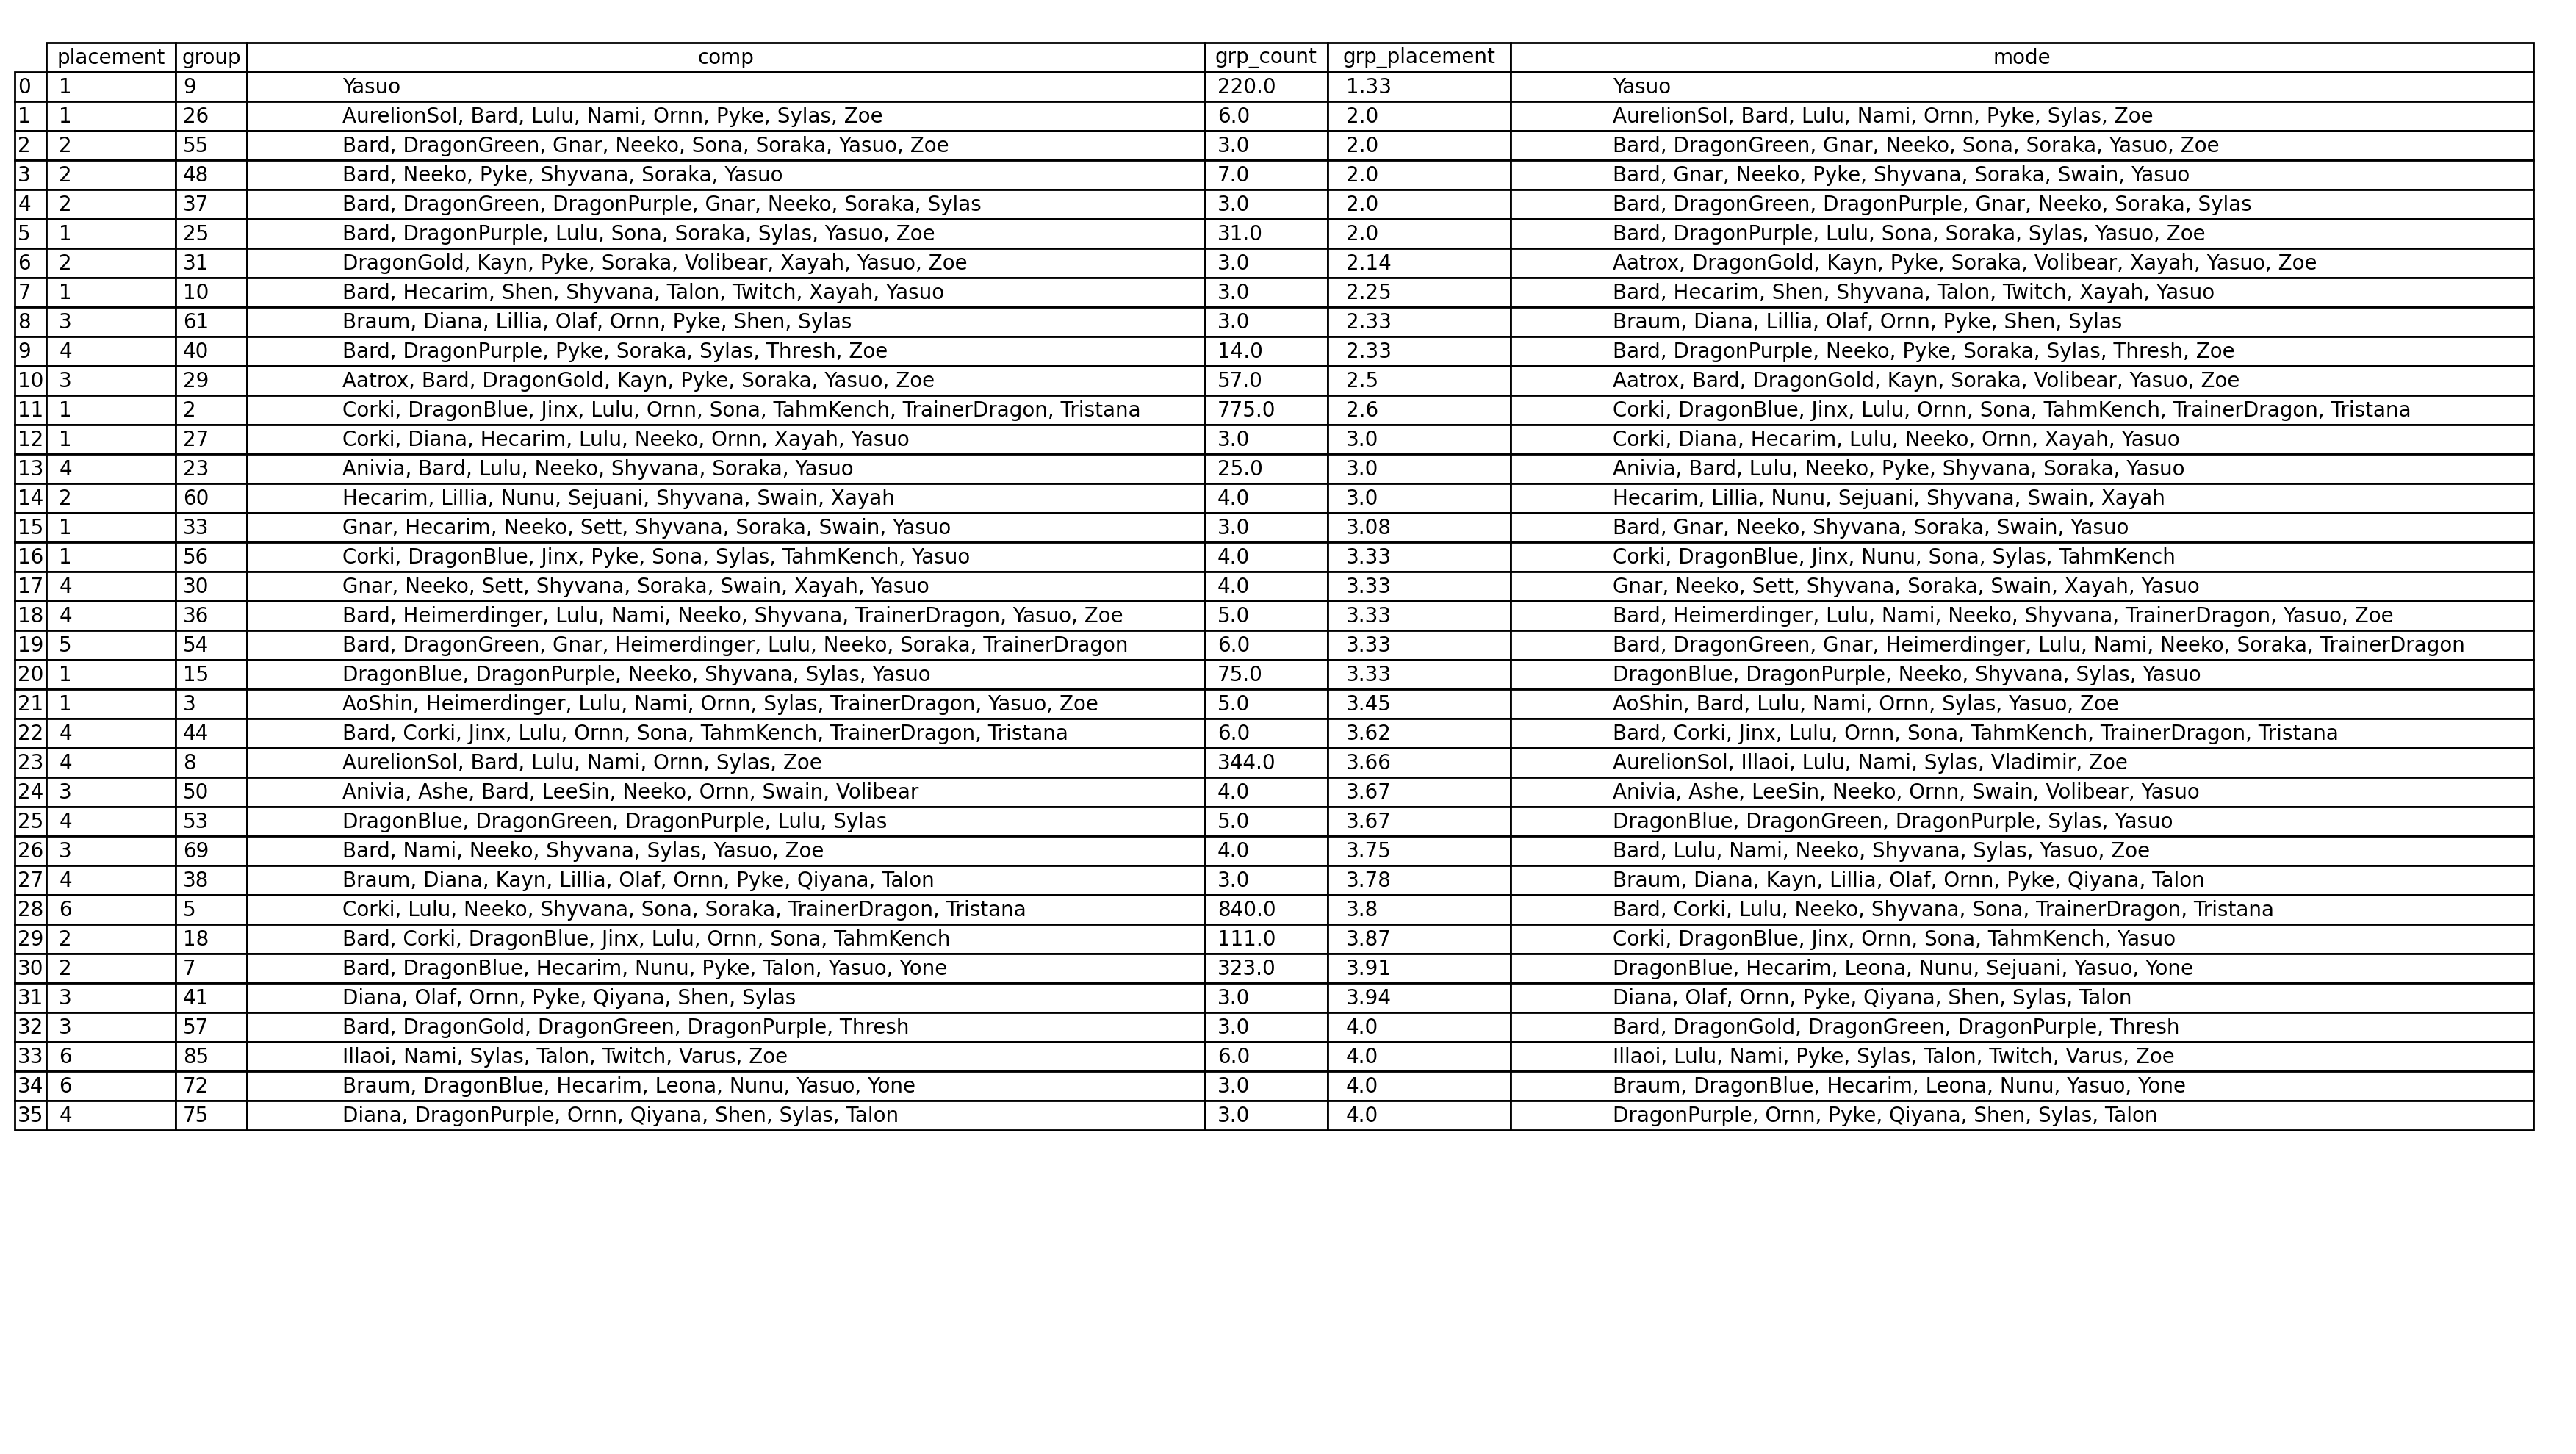 placement group comp grp_count grp_placement mode
0 1 9 Yasuo 220.0 1.33 Yasuo
1 1 26 AurelionSol, Bard, Lulu, Nami, Ornn, Pyke, Sylas, Zoe 6.0 2.0 AurelionSol, Bard, Lulu, Nami, Ornn, Pyke, Sylas, Zoe
2 2 55 Bard, DragonGreen, Gnar, Neeko, Sona, Soraka, Yasuo, Zoe 3.0 2.0 Bard, DragonGreen, Gnar, Neeko, Sona, Soraka, Yasuo, Zoe
3 2 48 Bard, Neeko, Pyke, Shyvana, Soraka, Yasuo 7.0 2.0 Bard, Gnar, Neeko, Pyke, Shyvana, Soraka, Swain, Yasuo
4 2 37 Bard, DragonGreen, DragonPurple, Gnar, Neeko, Soraka, Sylas 3.0 2.0 Bard, DragonGreen, DragonPurple, Gnar, Neeko, Soraka, Sylas
5 1 25 Bard, DragonPurple, Lulu, Sona, Soraka, Sylas, Yasuo, Zoe 31.0 2.0 Bard, DragonPurple, Lulu, Sona, Soraka, Sylas, Yasuo, Zoe
6 2 31 DragonGold, Kayn, Pyke, Soraka, Volibear, Xayah, Yasuo, Zoe 3.0 2.14 Aatrox, DragonGold, Kayn, Pyke, Soraka, Volibear, Xayah, Yasuo, Zoe
7 1 10 Bard, Hecarim, Shen, Shyvana, Talon, Twitch, Xayah, Yasuo 3.0 2.25 Bard, Hecarim, Shen, Shyvana, Talon, Twitch, Xayah, Yasuo
8 3 61 Braum, Diana, Lillia, Olaf, Ornn, Pyke, Shen, Sylas 3.0 2.33 Braum, Diana, Lillia, Olaf, Ornn, Pyke, Shen, Sylas
9 4 40 Bard, DragonPurple, Pyke, Soraka, Sylas, Thresh, Zoe 14.0 2.33 Bard, DragonPurple, Neeko, Pyke, Soraka, Sylas, Thresh, Zoe
10 3 29 Aatrox, Bard, DragonGold, Kayn, Pyke, Soraka, Yasuo, Zoe 57.0 2.5 Aatrox, Bard, DragonGold, Kayn, Soraka, Volibear, Yasuo, Zoe
11 1 2 Corki, DragonBlue, Jinx, Lulu, Ornn, Sona, TahmKench, TrainerDragon, Tristana 775.0 2.6 Corki, DragonBlue, Jinx, Lulu, Ornn, Sona, TahmKench, TrainerDragon, Tristana
12 1 27 Corki, Diana, Hecarim, Lulu, Neeko, Ornn, Xayah, Yasuo 3.0 3.0 Corki, Diana, Hecarim, Lulu, Neeko, Ornn, Xayah, Yasuo
13 4 23 Anivia, Bard, Lulu, Neeko, Shyvana, Soraka, Yasuo 25.0 3.0 Anivia, Bard, Lulu, Neeko, Pyke, Shyvana, Soraka, Yasuo
14 2 60 Hecarim, Lillia, Nunu, Sejuani, Shyvana, Swain, Xayah 4.0 3.0 Hecarim, Lillia, Nunu, Sejuani, Shyvana, Swain, Xayah
15 1 33 Gnar, Hecarim, Neeko, Sett, Shyvana, Soraka, Swain, Yasuo 3.0 3.08 Bard, Gnar, Neeko, Shyvana, Soraka, Swain, Yasuo
16 1 56 Corki, DragonBlue, Jinx, Pyke, Sona, Sylas, TahmKench, Yasuo 4.0 3.33 Corki, DragonBlue, Jinx, Nunu, Sona, Sylas, TahmKench
17 4 30 Gnar, Neeko, Sett, Shyvana, Soraka, Swain, Xayah, Yasuo 4.0 3.33 Gnar, Neeko, Sett, Shyvana, Soraka, Swain, Xayah, Yasuo
18 4 36 Bard, Heimerdinger, Lulu, Nami, Neeko, Shyvana, TrainerDragon, Yasuo, Zoe 5.0 3.33 Bard, Heimerdinger, Lulu, Nami, Neeko, Shyvana, TrainerDragon, Yasuo, Zoe
19 5 54 Bard, DragonGreen, Gnar, Heimerdinger, Lulu, Neeko, Soraka, TrainerDragon 6.0 3.33 Bard, DragonGreen, Gnar, Heimerdinger, Lulu, Nami, Neeko, Soraka, TrainerDragon
20 1 15 DragonBlue, DragonPurple, Neeko, Shyvana, Sylas, Yasuo 75.0 3.33 DragonBlue, DragonPurple, Neeko, Shyvana, Sylas, Yasuo
21 1 3 AoShin, Heimerdinger, Lulu, Nami, Ornn, Sylas, TrainerDragon, Yasuo, Zoe 5.0 3.45 AoShin, Bard, Lulu, Nami, Ornn, Sylas, Yasuo, Zoe
22 4 44 Bard, Corki, Jinx, Lulu, Ornn, Sona, TahmKench, TrainerDragon, Tristana 6.0 3.62 Bard, Corki, Jinx, Lulu, Ornn, Sona, TahmKench, TrainerDragon, Tristana
23 4 8 AurelionSol, Bard, Lulu, Nami, Ornn, Sylas, Zoe 344.0 3.66 AurelionSol, Illaoi, Lulu, Nami, Sylas, Vladimir, Zoe
24 3 50 Anivia, Ashe, Bard, LeeSin, Neeko, Ornn, Swain, Volibear 4.0 3.67 Anivia, Ashe, LeeSin, Neeko, Ornn, Swain, Volibear, Yasuo
25 4 53 DragonBlue, DragonGreen, DragonPurple, Lulu, Sylas 5.0 3.67 DragonBlue, DragonGreen, DragonPurple, Sylas, Yasuo
26 3 69 Bard, Nami, Neeko, Shyvana, Sylas, Yasuo, Zoe 4.0 3.75 Bard, Lulu, Nami, Neeko, Shyvana, Sylas, Yasuo, Zoe
27 4 38 Braum, Diana, Kayn, Lillia, Olaf, Ornn, Pyke, Qiyana, Talon 3.0 3.78 Braum, Diana, Kayn, Lillia, Olaf, Ornn, Pyke, Qiyana, Talon
28 6 5 Corki, Lulu, Neeko, Shyvana, Sona, Soraka, TrainerDragon, Tristana 840.0 3.8 Bard, Corki, Lulu, Neeko, Shyvana, Sona, TrainerDragon, Tristana
29 2 18 Bard, Corki, DragonBlue, Jinx, Lulu, Ornn, Sona, TahmKench 111.0 3.87 Corki, DragonBlue, Jinx, Ornn, Sona, TahmKench, Yasuo
30 2 7 Bard, DragonBlue, Hecarim, Nunu, Pyke, Talon, Yasuo, Yone 323.0 3.91 DragonBlue, Hecarim, Leona, Nunu, Sejuani, Yasuo, Yone
31 3 41 Diana, Olaf, Ornn, Pyke, Qiyana, Shen, Sylas 3.0 3.94 Diana, Olaf, Ornn, Pyke, Qiyana, Shen, Sylas, Talon
32 3 57 Bard, DragonGold, DragonGreen, DragonPurple, Thresh 3.0 4.0 Bard, DragonGold, DragonGreen, DragonPurple, Thresh
33 6 85 Illaoi, Nami, Sylas, Talon, Twitch, Varus, Zoe 6.0 4.0 Illaoi, Lulu, Nami, Pyke, Sylas, Talon, Twitch, Varus, Zoe
34 6 72 Braum, DragonBlue, Hecarim, Leona, Nunu, Yasuo, Yone 3.0 4.0 Braum, DragonBlue, Hecarim, Leona, Nunu, Yasuo, Yone
35 4 75 Diana, DragonPurple, Ornn, Qiyana, Shen, Sylas, Talon 3.0 4.0 DragonPurple, Ornn, Pyke, Qiyana, Shen, Sylas, Talon